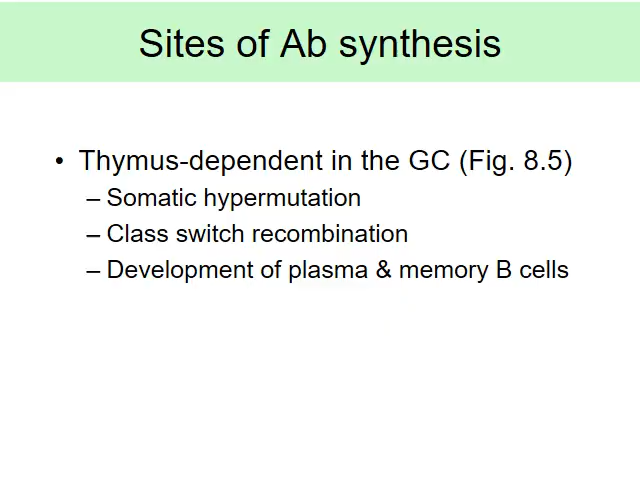 Sites of Ab synthesis
• Thymus-dependent in the GC (Fig. 8.5)
– Somatic hypermutation
– Class switch recombination
– Development of plasma & memory B cells